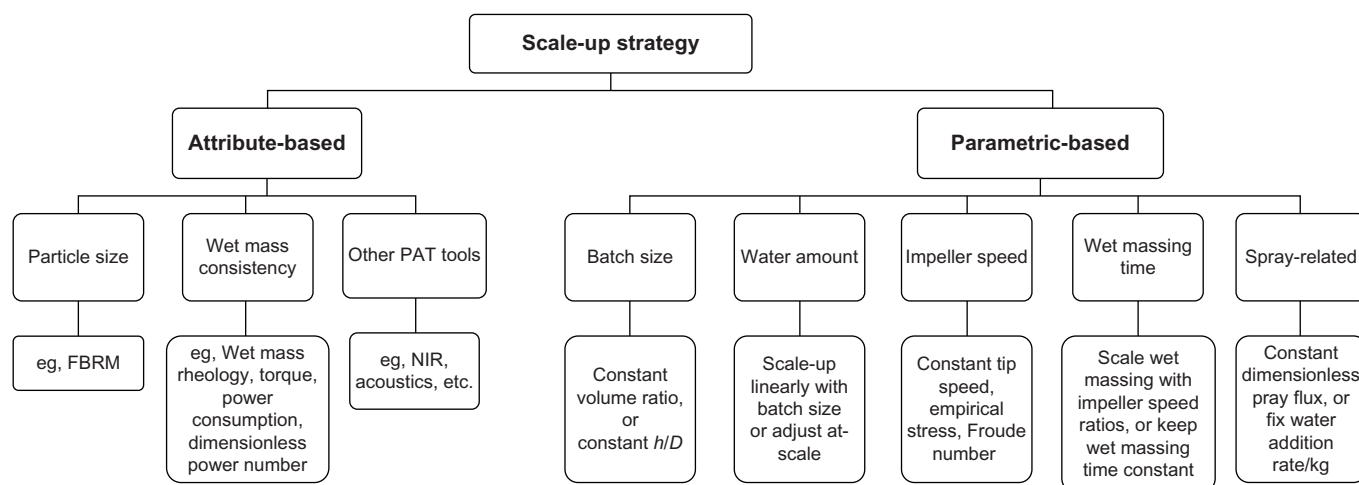 Scale-up strategy
Attribute-based
Parametric-based
Particle size
Wet mass
consistency
Other PAT tools
Batch size
Water amount
Impeller speed
Wet massing
time
Spray-related
eg, FBRM
eg, Wet mass
rheology, torque,
power
consumption,
dimensionless
power number
eg, NIR,
acoustics, etc.
Constant
volume ratio,
or
constant h/D
Scale-up
linearly with
batch size
or adjust at-
scale
Constant tip
speed,
empirical
stress, Froude
number
Scale wet
massing with
impeller speed
ratios, or keep
wet massing
time constant
Constant
dimensionless
pray flux, or
fix water
addition
rate/kg